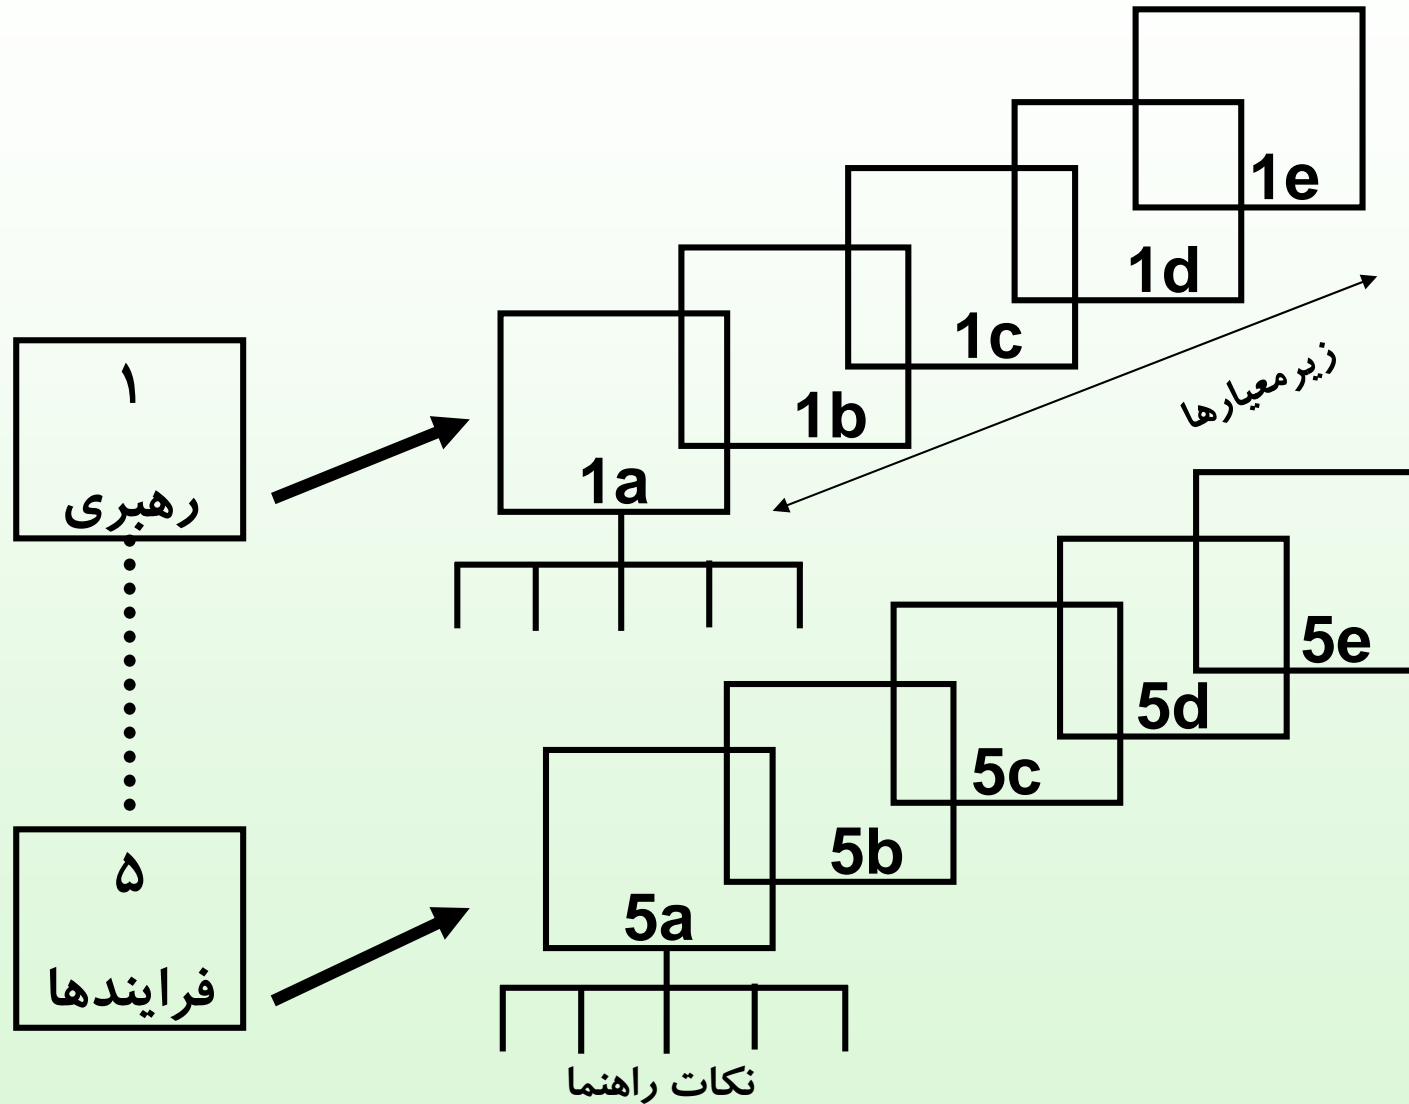 1e
1d
1c
1b
1a
زیرمعیارها
۱
رهبری
5e
5d
5c
5b
5a
۵
فرایندها
نکات راهنما